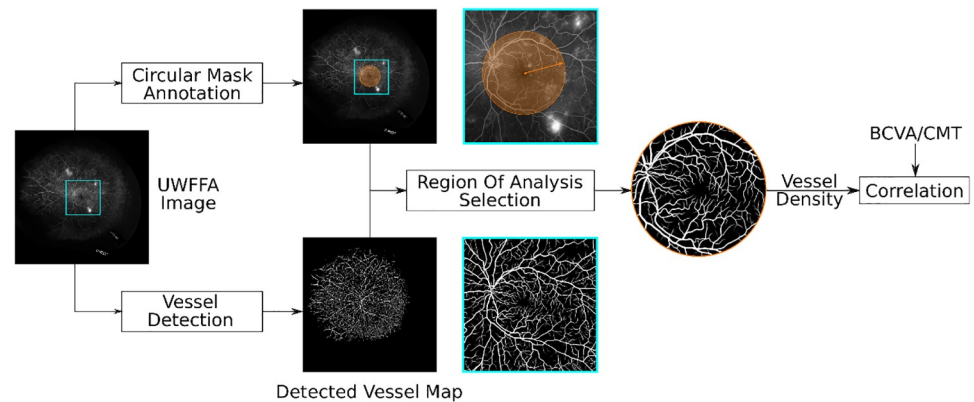 Circular Mask
Annotation
UWFFA
Image
Vessel
Detection
Detected Vessel Map
Region Of Analysis
Selection
Vessel
Density
BCVA/CMT
Correlation